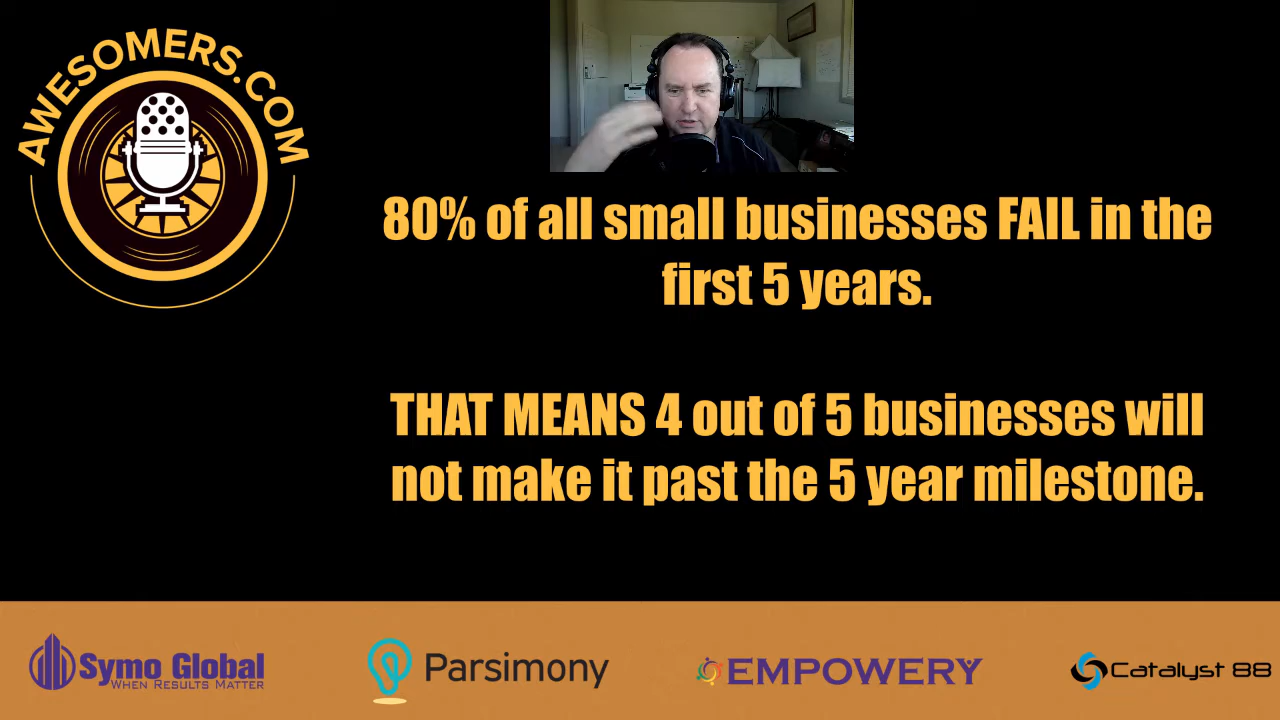 AWESOMERS.COM
80% of all small businesses FAIL in the
first 5 years.
THAT MEANS 4 out of 5 businesses will
not make it past the 5 year milestone.
Symo Global
WHEN RESULTS MATTER
Parsimony
EMPOWERY
Catalyst 88